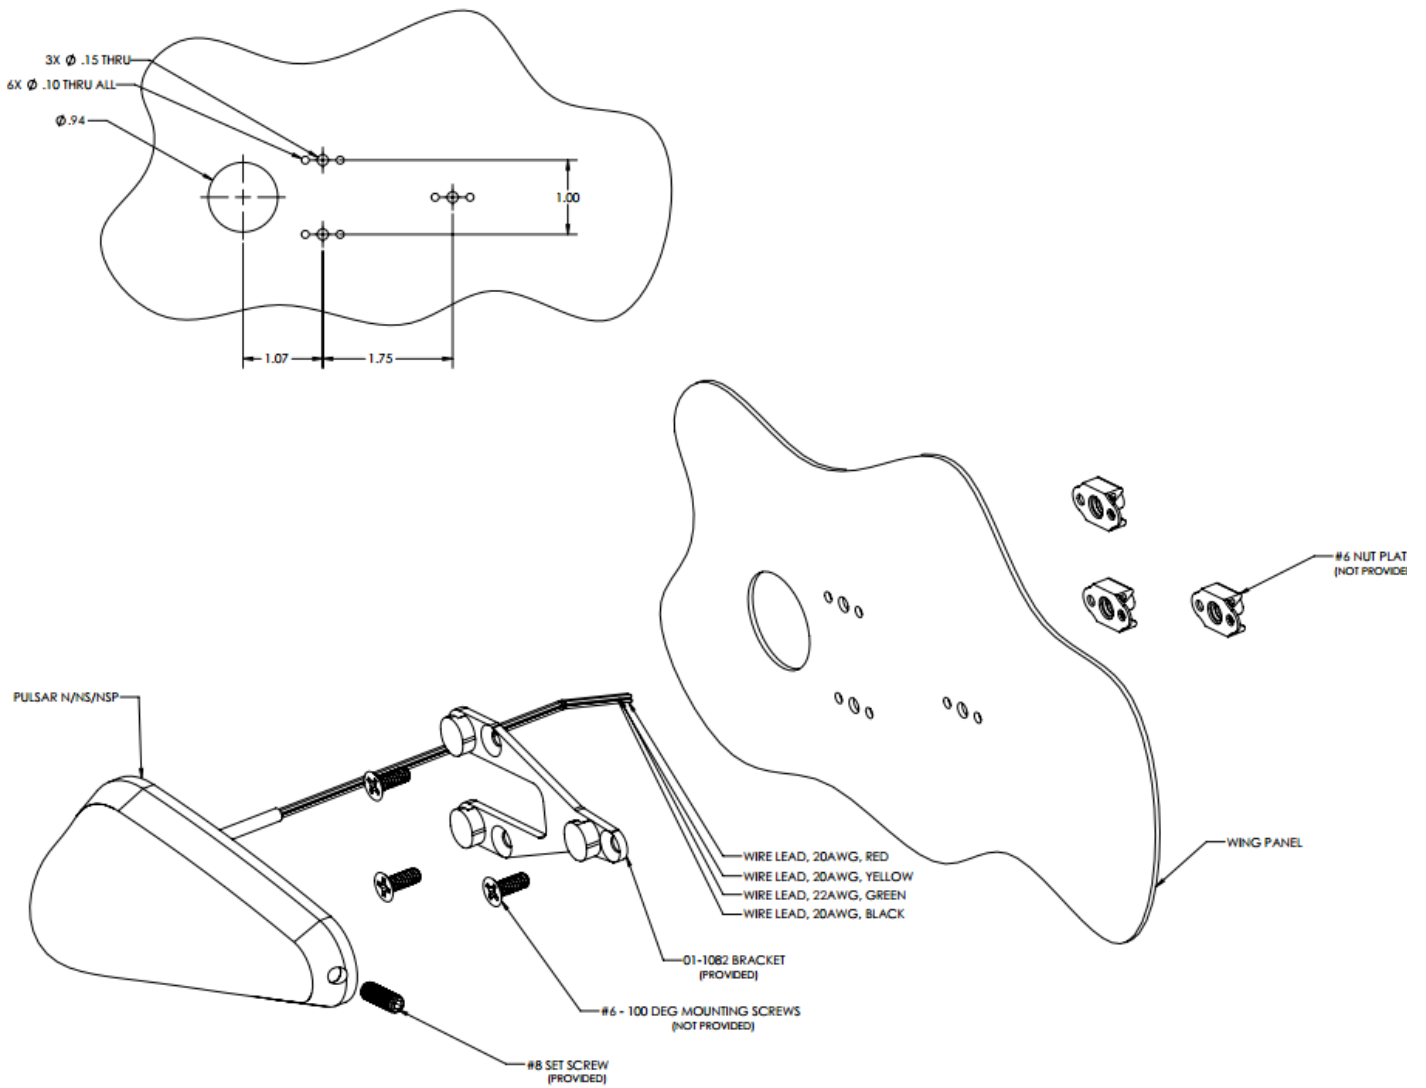 3X Ø .15 THRU
6X Ø .10 THRU ALL
Ø.94
1.00
1.07
1.75
#6 NUT PLAT
(NOT PROVIDE
PULSAR N/NS/NSP
WING PANEL
WIRE LEAD, 20AWG, RED
WIRE LEAD, 20AWG, YELLOW
WIRE LEAD, 22AWG, GREEN
WIRE LEAD, 20AWG, BLACK
01-1082 BRACKET
(PROVIDED)
#6 - 100 DEG MOUNTING SCREWS
(NOT PROVIDED)
#8 SET SCREW
(PROVIDED)